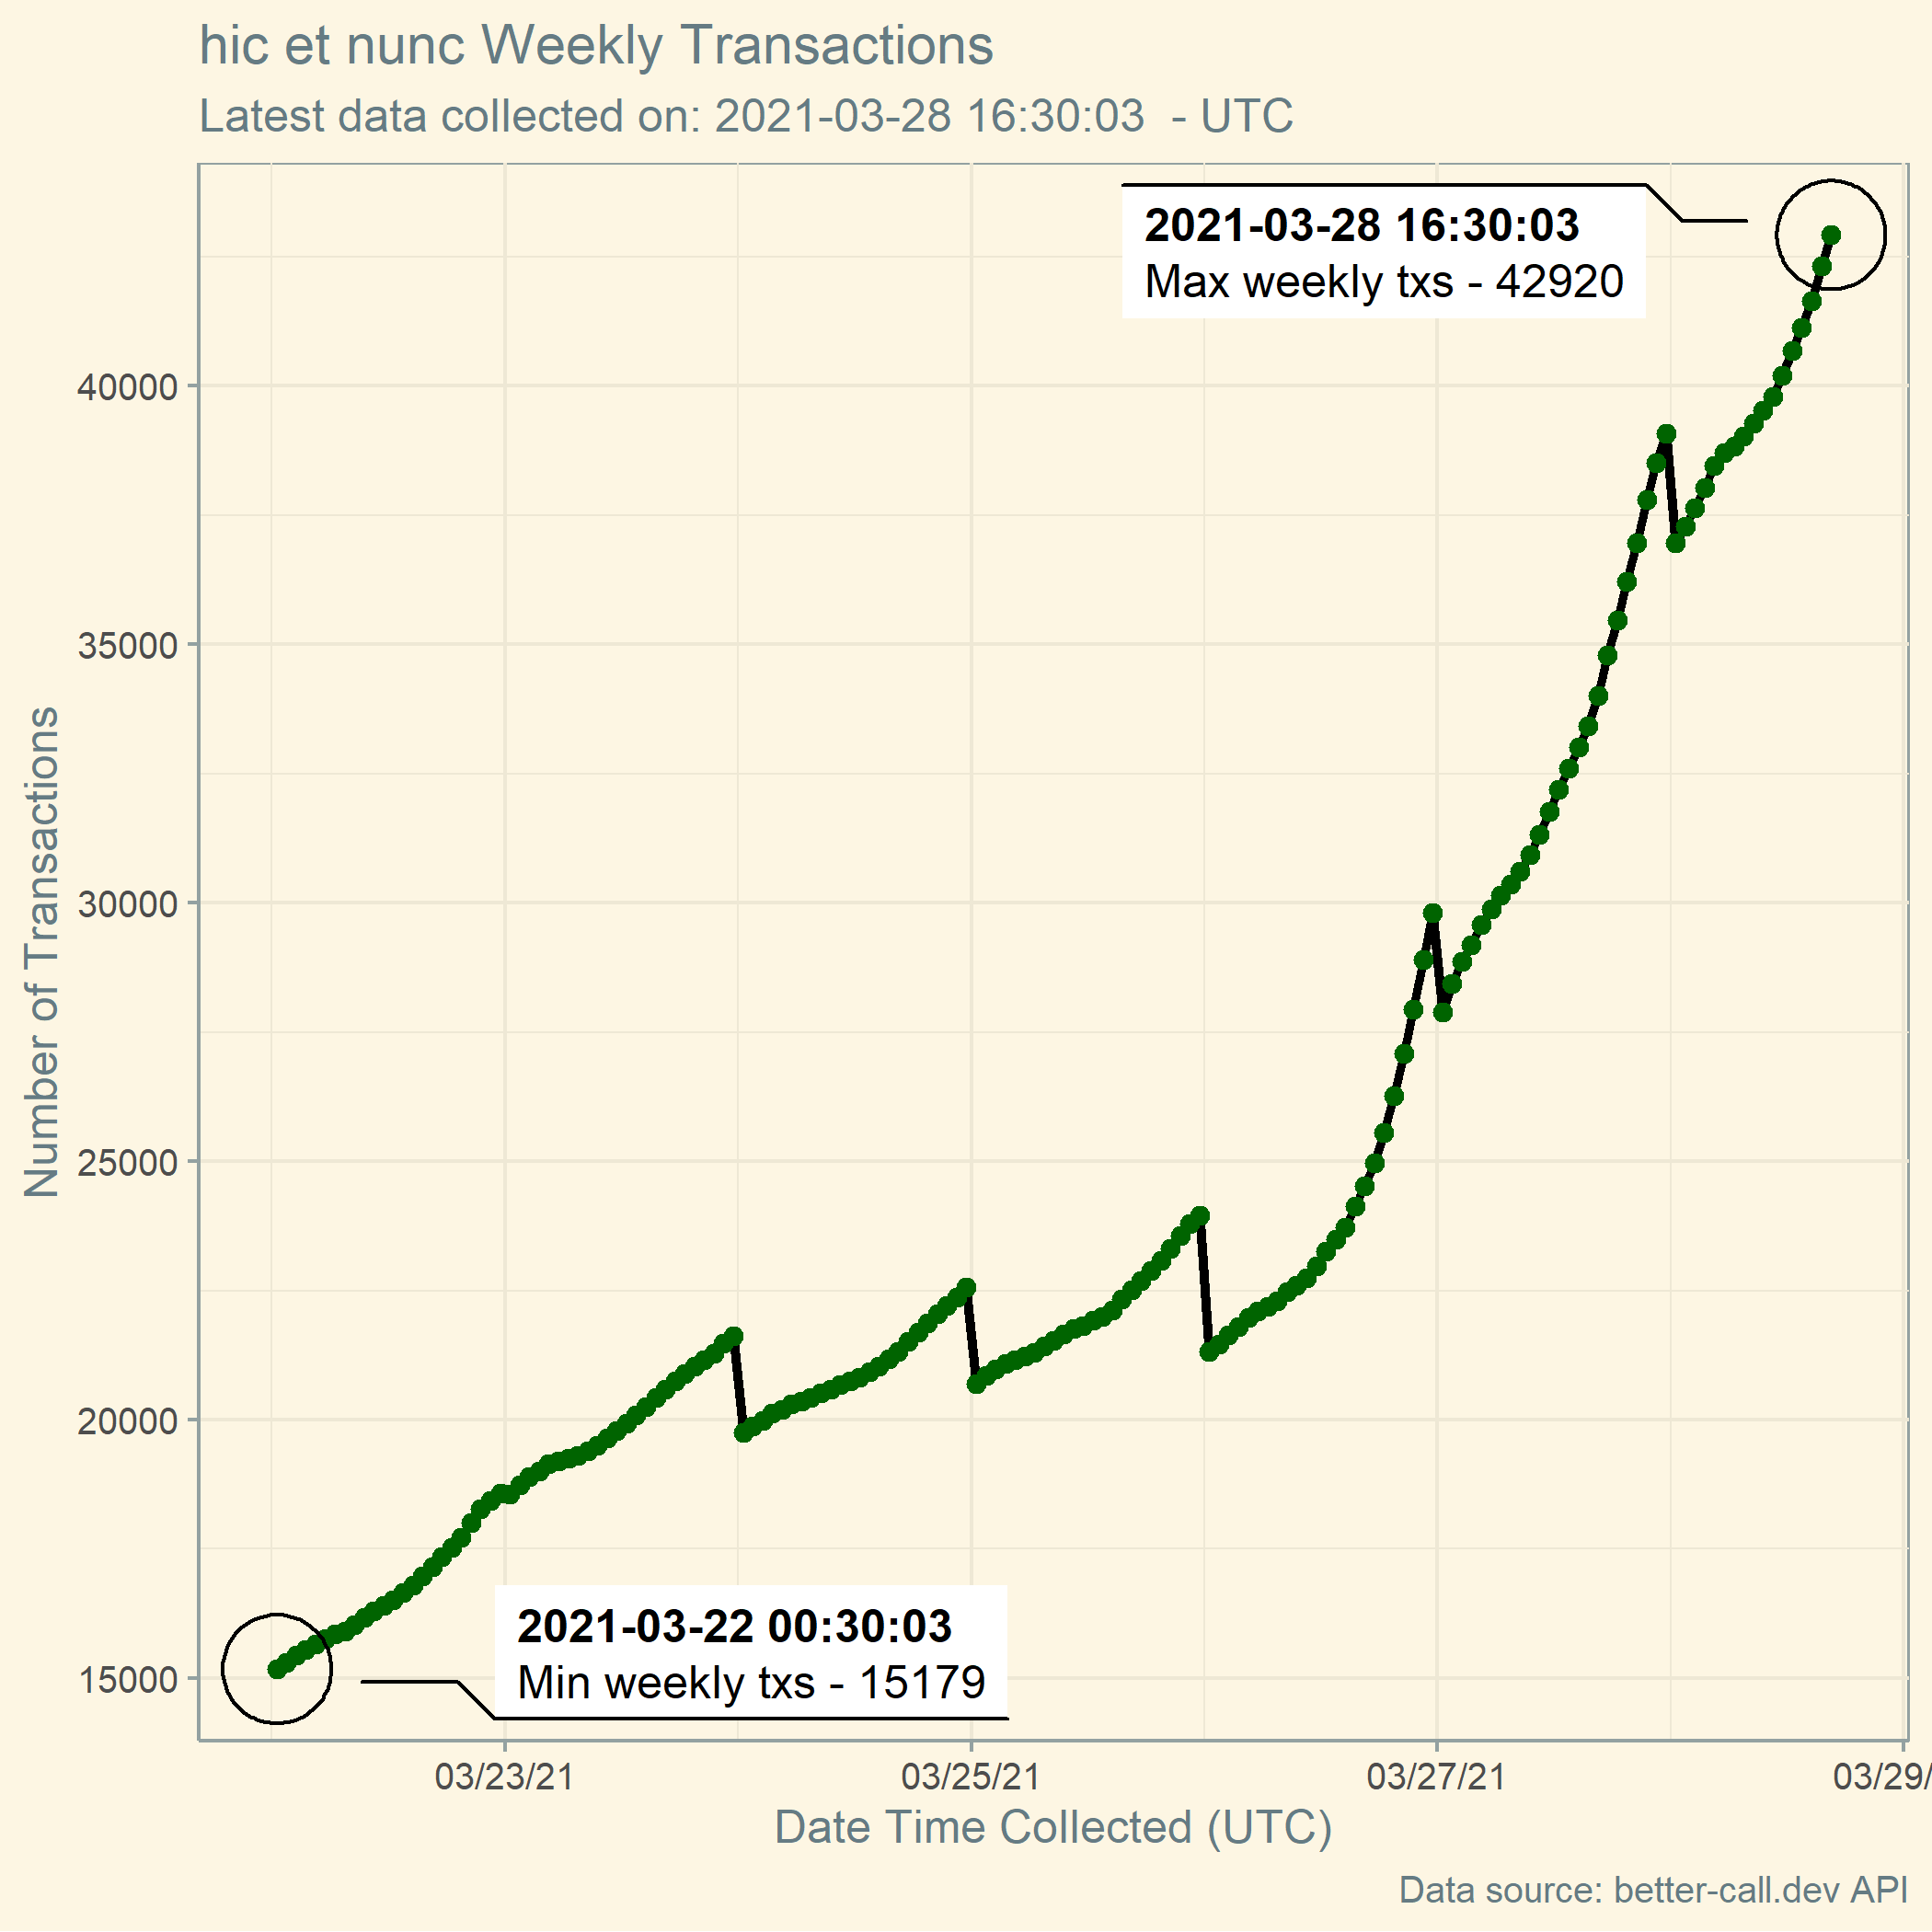 hic et nunc Weekly Transactions
Latest data collected on: 2021-03-28 16:30:03  - UTC
2021-03-28 16:30:03
Max weekly txs - 42920
40000
35000
30000
25000
20000
15000
Number of Transactions
2021-03-22 00:30:03
Min weekly txs - 15179
03/23/21
03/25/21
03/27/21
03/29/
Date Time Collected (UTC)
Data source: better-call.dev API